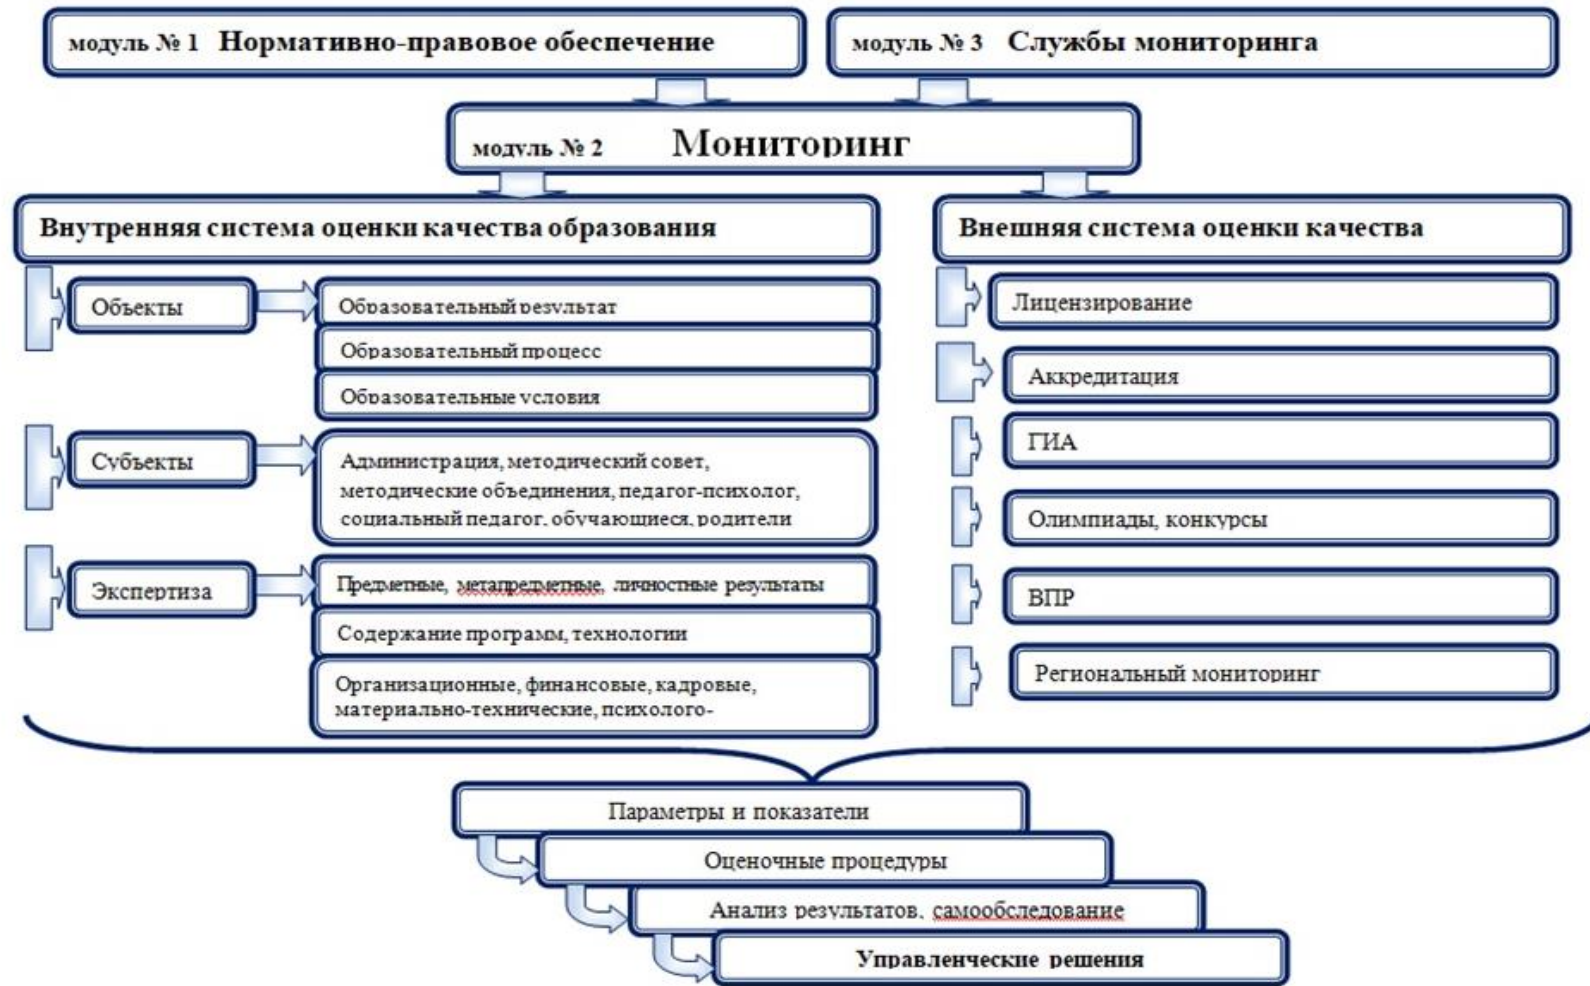 модуль № 1 Нормативно-правовое обеспечение
модуль № 3 Службы мониторинга
модуль № 2 Мониторинг
Внутренняя система оценки качества образования
Объекты
Образовательный результат
Образовательный процесс
Образовательные условия
Субъекты
Администрация, методический совет,
методические объединения, педагог-психолог,
социальный педагог, обучающиеся, родители
Экспертиза
Предметные, метапредметные, личностные результаты
Содержание программ, технологии
Организационные, финансовые, кадровые,
материально-технические, психолого-
Внешняя система оценки качества
Лицензирование
Аккредитация
ГИА
Олимпиады, конкурсы
ВПР
Региональный мониторинг
Параметры и показатели
Оценочные процедуры
Анализ результатов, самообследование
Управленческие решения